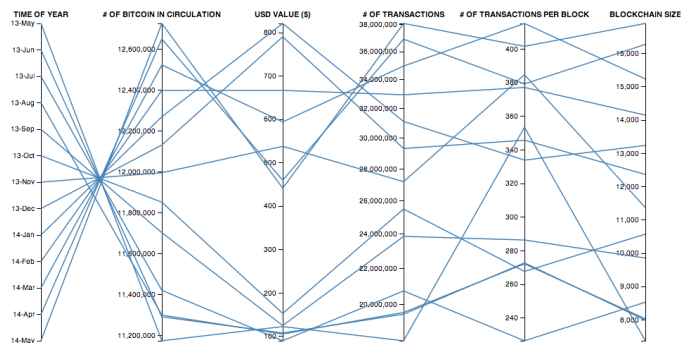 TIME OF YEAR
# OF BITCOIN IN CIRCULATION
USD VALUE ($)
# OF TRANSACTIONS
# OF TRANSACTIONS PER BLOCK
BLOCKCHAIN SIZE
13-May
13-Jun
13-Jul
13-Aug
13-Sep
13-Oct
13-Nov
13-Dec
14-Jan
14-Feb
14-Mar
14-Apr
14-May
12,600,000
12,400,000
12,200,000
12,000,000
11,800,000
11,600,000
11,400,000
11,200,000
800
700
600
500
400
300
200
100
38,000,000
36,000,000
34,000,000
32,000,000
30,000,000
28,000,000
26,000,000
24,000,000
22,000,000
20,000,000
400
380
360
340
320
300
280
260
240
16,000
15,000
14,000
13,000
12,000
11,000
10,000
9,000
8,000